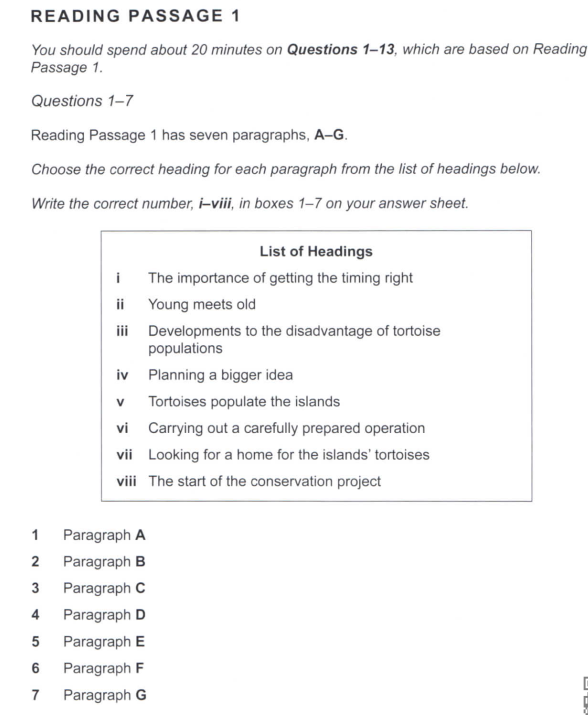 READING PASSAGE 1
You should spend about 20 minutes on Questions 1–13, which are based on Reading
Passage 1.
Questions 1–7
Reading Passage 1 has seven paragraphs, A–G.
Choose the correct heading for each paragraph from the list of headings below.
Write the correct number, i–viii, in boxes 1–7 on your answer sheet.
List of Headings
i The importance of getting the timing right
ii Young meets old
iii Developments to the disadvantage of tortoise
populations
iv Planning a bigger idea
v Tortoises populate the islands
vi Carrying out a carefully prepared operation
vii Looking for a home for the islands' tortoises
viii The start of the conservation project
1 Paragraph A
2 Paragraph B
3 Paragraph C
4 Paragraph D
5 Paragraph E
6 Paragraph F
7 Paragraph G